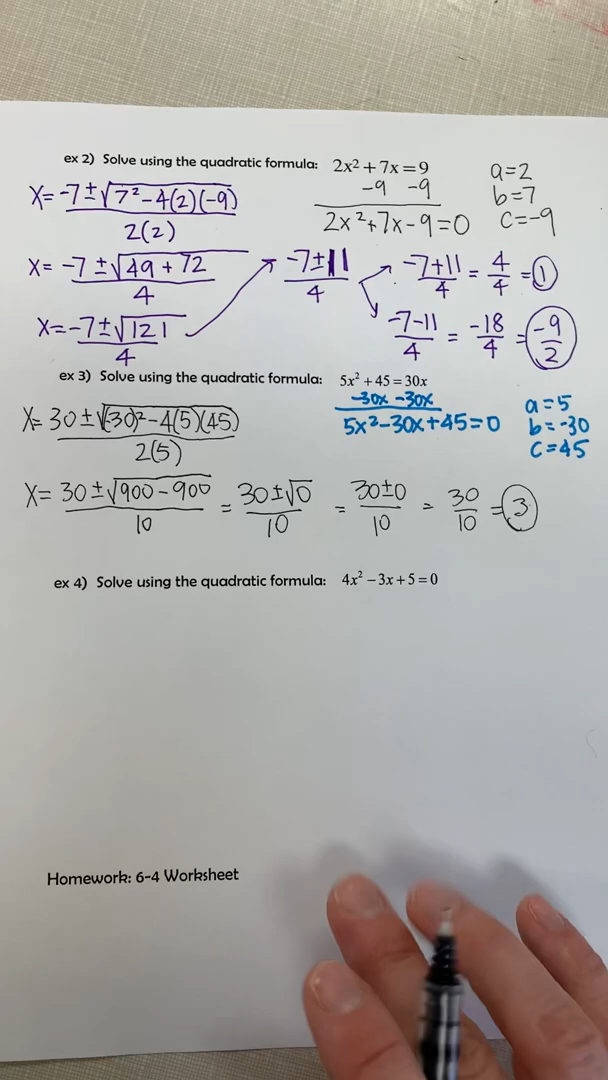 ex 2) Solve using the quadratic formula: 2x² + 7x = 9
-9 -9
2x²+7x-9=0
a=2
b=7
c=-9
x= -7±√7²-4(2)(-9) / 2(2)
x= -7±√49+72 / 4
x= -7±√121 / 4
-7±11 / 4
-7+11 / 4 = 4/4 = 1
-7-11 / 4 = -18/4 = -9/2
ex 3) Solve using the quadratic formula: 5x² + 45 = 30x
-30x -30x
5x²-30x+45=0
a=5
b=-30
c=45
x= 30±√(-30)²-4(5)(45) / 2(5)
x= 30±√900-900 / 10 = 30±√0 / 10 = 30±0 / 10 = 30/10 = 3
ex 4) Solve using the quadratic formula: 4x² - 3x + 5 = 0
Homework: 6-4 Worksheet